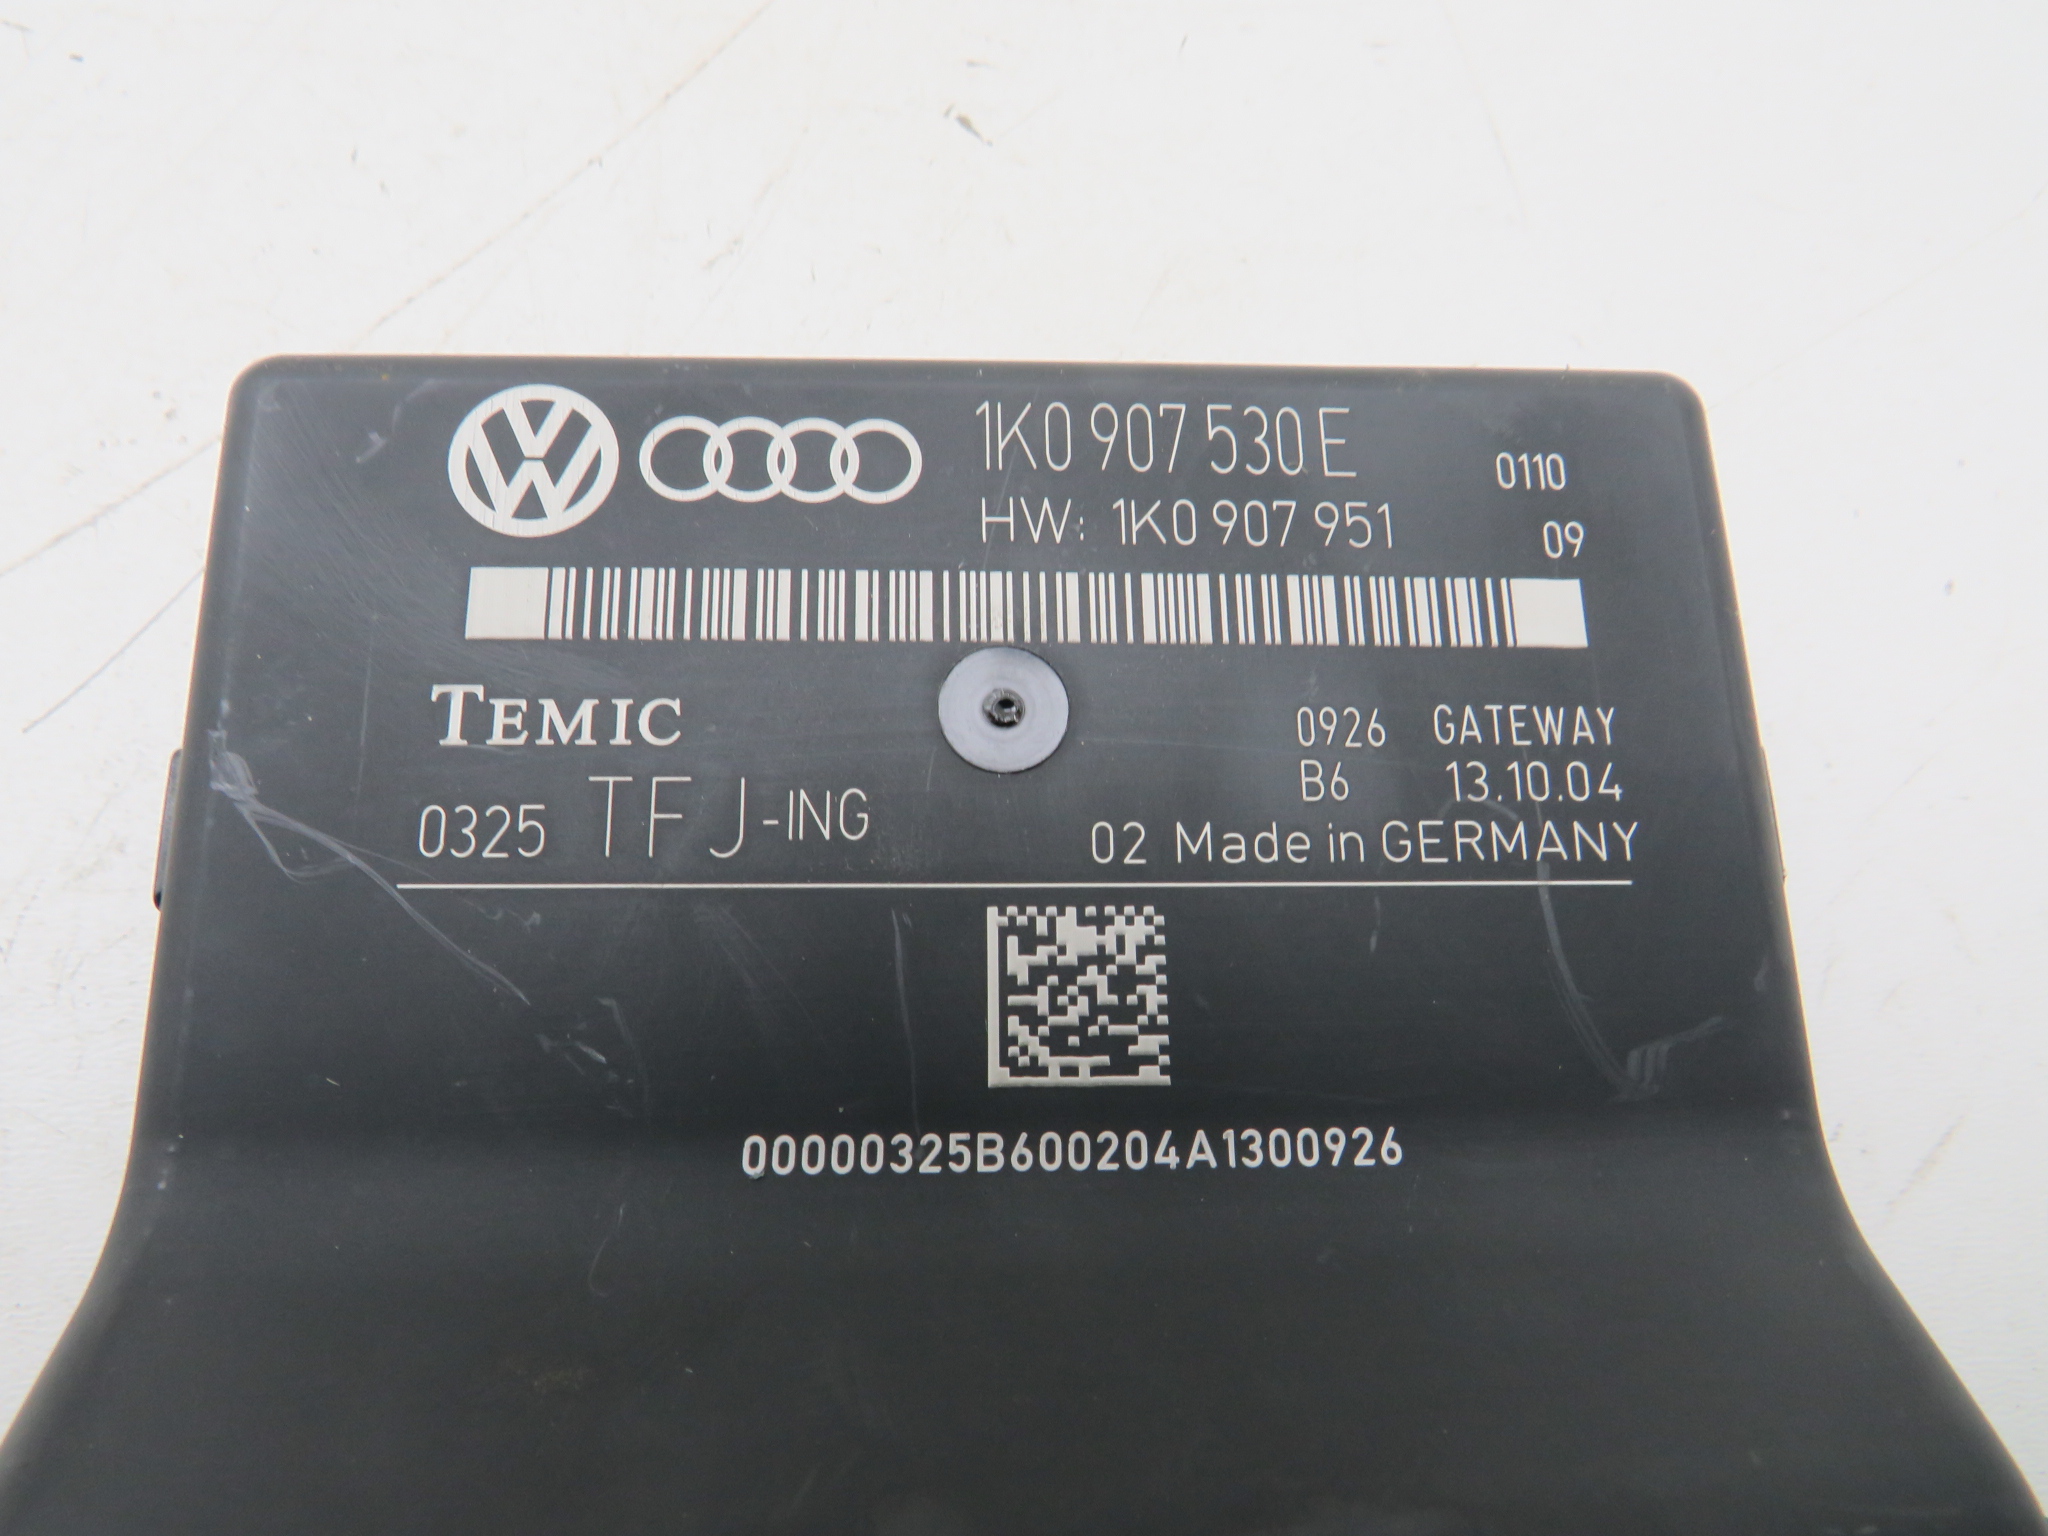 1K0 907 530 E
0110
HW: 1K0 907 951
09
TEMIC
0926 GATEWAY
B6 13.10.04
0325 TFJ-ING
02 Made in GERMANY
00000325B600204A1300926